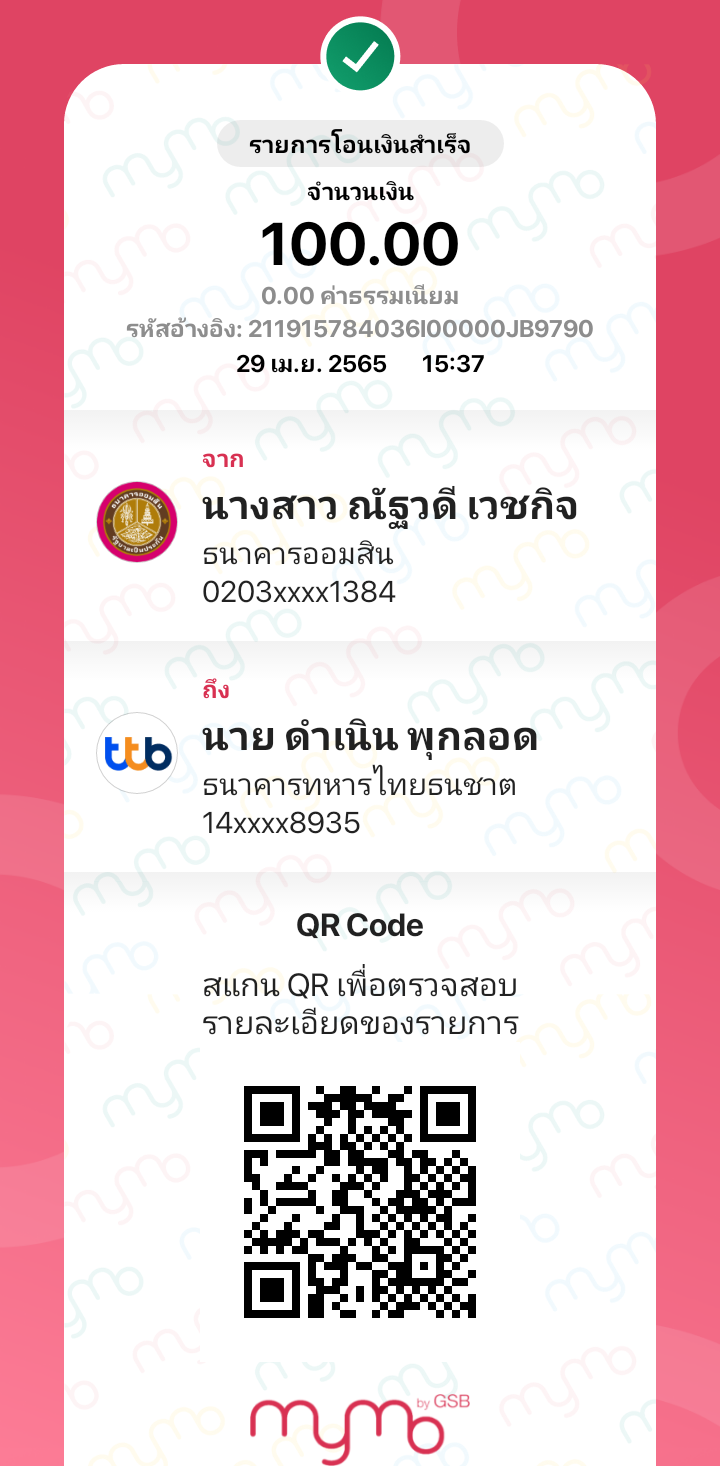 รายการโอนเงินสำเร็จ
จำนวนเงิน
100.00
0.00 ค่าธรรมเนียม
รหัสอ้างอิง: 211915784036I00000JB9790
29 เม.ย. 2565 15:37
จาก
นางสาว ณัฐวดี เวชกิจ
ธนาคารออมสิน
0203xxxx1384
ถึง
ttb
นาย ดำเนิน พุกลอด
ธนาคารทหารไทยธนชาต
14xxxx8935
QR Code
สแกน QR เพื่อตรวจสอบ
รายละเอียดของรายการ
mymo by GSB